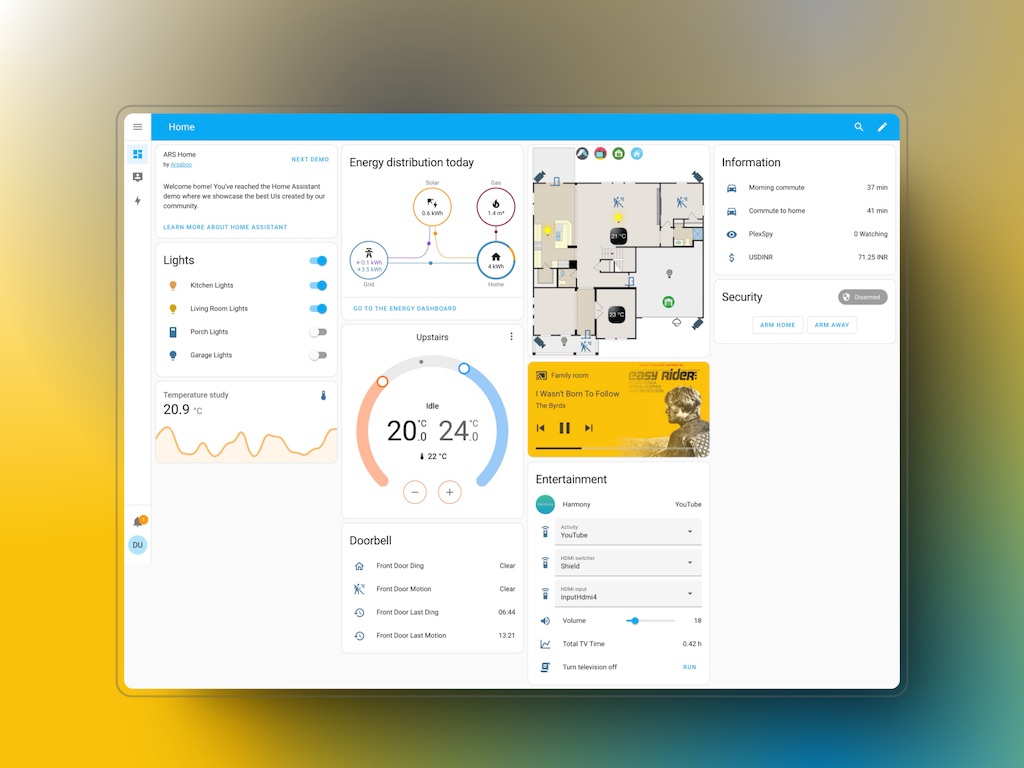 Home
ARS Home
by Arsaboo
NEXT DEMO
Welcome home! You've reached the Home Assistant
demo where we showcase the best UIs created by our
community.
LEARN MORE ABOUT HOME ASSISTANT
Lights
Kitchen Lights
Living Room Lights
Porch Lights
Garage Lights
Temperature study
20.9 °C
DU
Energy distribution today
Solar
Gas
0.6 kWh
1.4 m³
← 0.1 kWh
→ 3.5 kWh
4 kWh
Grid
Home
GO TO THE ENERGY DASHBOARD
Upstairs
Idle
20.0 °C 24.0 °C
22 °C
Doorbell
Front Door Ding Clear
Front Door Motion Clear
Front Door Last Ding 06:44
Front Door Last Motion 13:21
21 °C
23 °C
Family room
easy Rider
I Wasn't Born To Follow
The Byrds
Entertainment
Harmony YouTube
Activity
YouTube
HDMI switcher
Shield
HDMI input
InputHdmi4
Volume 18
Total TV Time 0.42 h
Turn television off RUN
Information
Morning commute 37 min
Commute to home 41 min
PlexSpy 0 Watching
USDINR 71.25 INR
Security
Disarmed
ARM HOME ARM AWAY